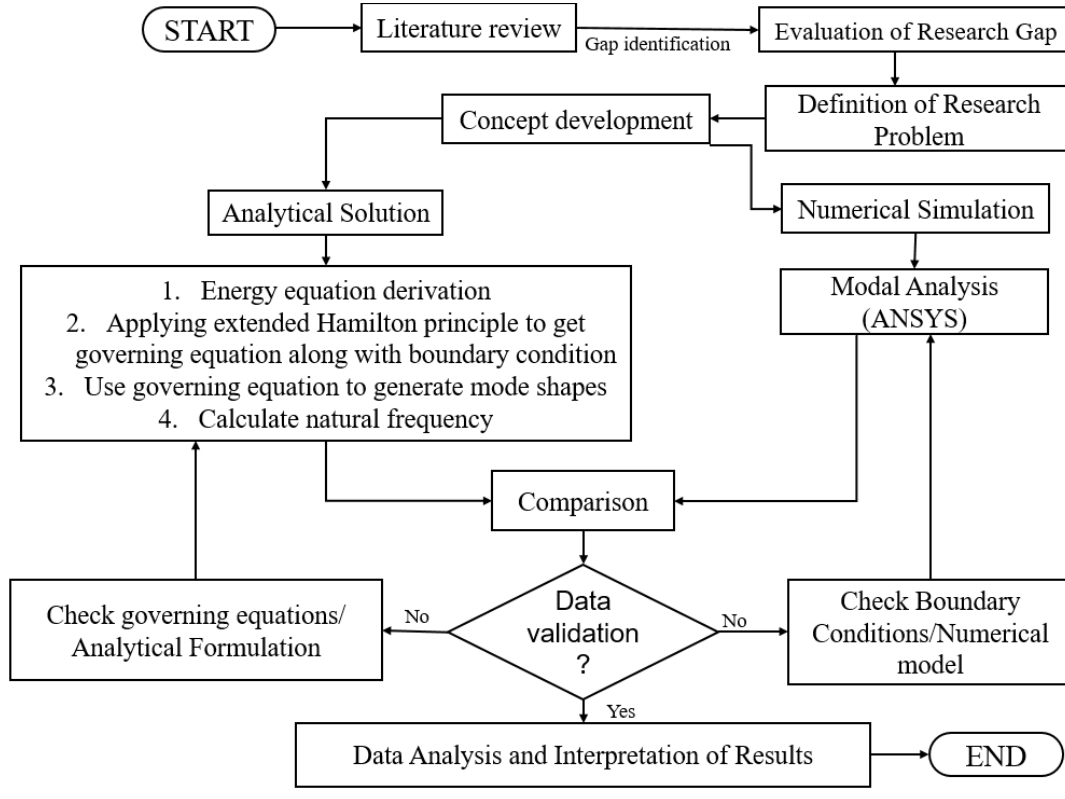 START
Literature review
Gap identification
Evaluation of Research Gap
Definition of Research
Problem
Concept development
Analytical Solution
Numerical Simulation
1. Energy equation derivation
2. Applying extended Hamilton principle to get
governing equation along with boundary condition
3. Use governing equation to generate mode shapes
4. Calculate natural frequency
Modal Analysis
(ANSYS)
Comparison
Check governing equations/
Analytical Formulation
No
Data
validation
?
No
Check Boundary
Conditions/Numerical
model
Yes
Data Analysis and Interpretation of Results
END